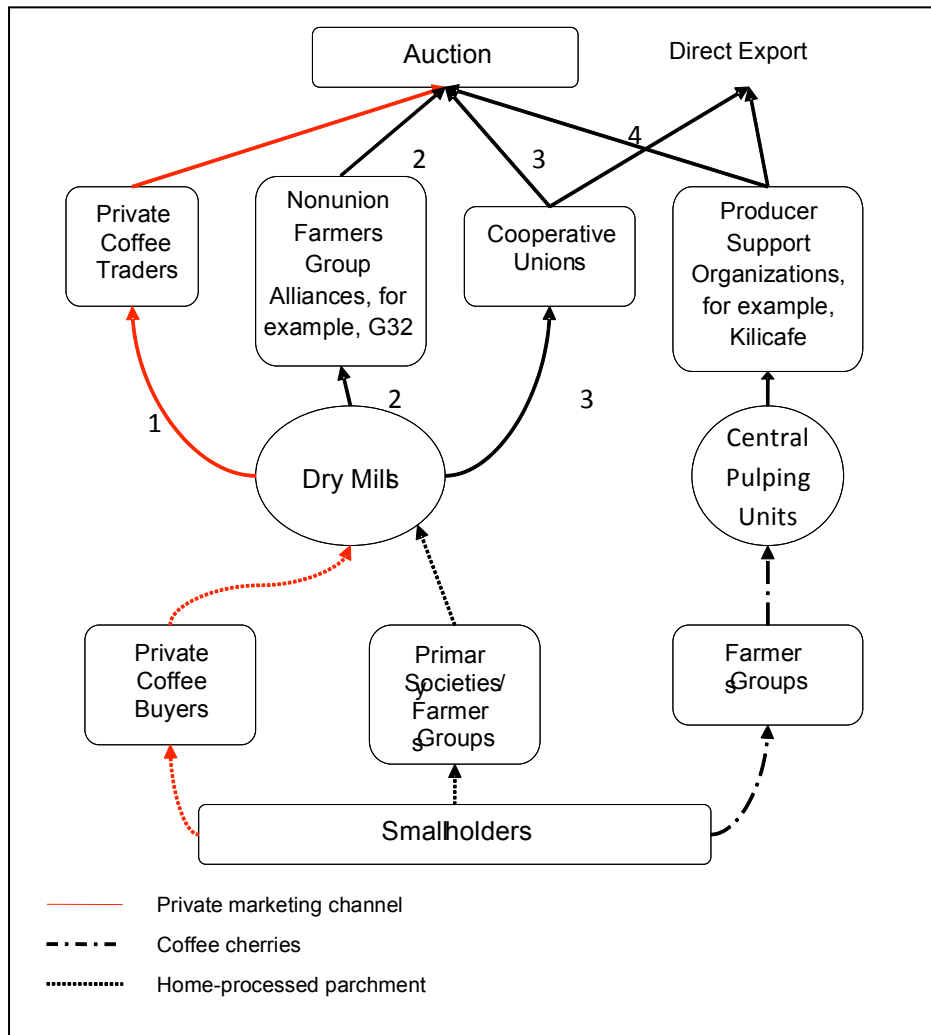 Auction
Direct Export
4
2
3
Private
Coffee
Traders
Nonunion
Farmers
Group
Alliances, for
example, G32
Cooperative
Unions
Producer
Support
Organizations,
for example,
Kilicafe
1
2
3
Dry Mills
Central
Pulping
Units
Private
Coffee
Buyers
Primary
Societies/
Farmer
Groups
Farmers
Groups
Smallholders
Private marketing channel
Coffee cherries
Home-processed parchment